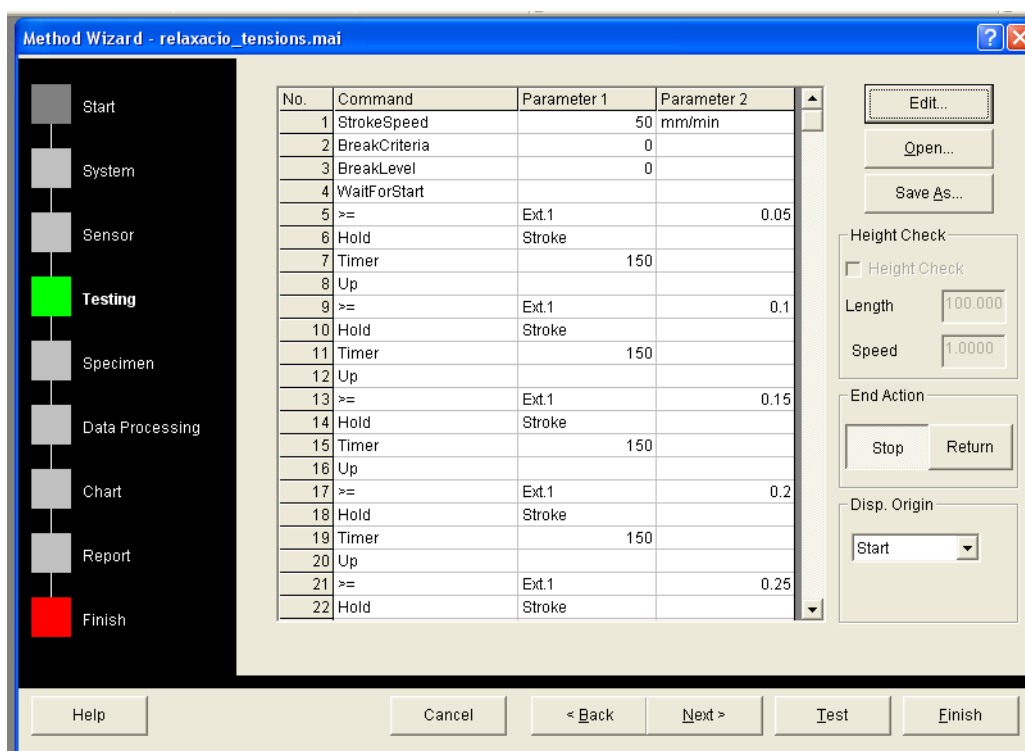 Method Wizard - relaxacio_tensions.mai
Start
System
Sensor
Testing
Specimen
Data Processing
Chart
Report
Finish
No. Command Parameter 1 Parameter 2
1 StrokeSpeed 50 mm/min
2 BreakCriteria 0
3 BreakLevel 0
4 WaitForStart
5 >= Ext.1 0.05
6 Hold Stroke
7 Timer 150
8 Up
9 >= Ext.1 0.1
10 Hold Stroke
11 Timer 150
12 Up
13 >= Ext.1 0.15
14 Hold Stroke
15 Timer 150
16 Up
17 >= Ext.1 0.2
18 Hold Stroke
19 Timer 150
20 Up
21 >= Ext.1 0.25
22 Hold Stroke
Edit...
Open...
Save As...
Height Check
Height Check
Length 100.000
Speed 1.0000
End Action
Stop Return
Disp. Origin
Start
Help Cancel < Back Next > Test Finish